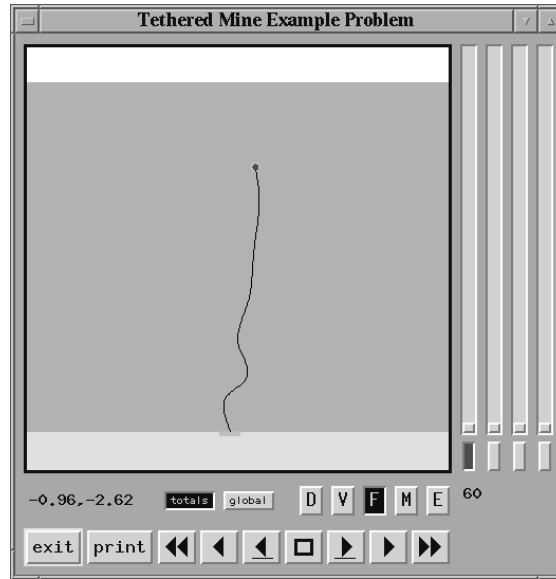 Tethered Mine Example Problem
-0.96,-2.62 totals global D V F M E 60
exit print